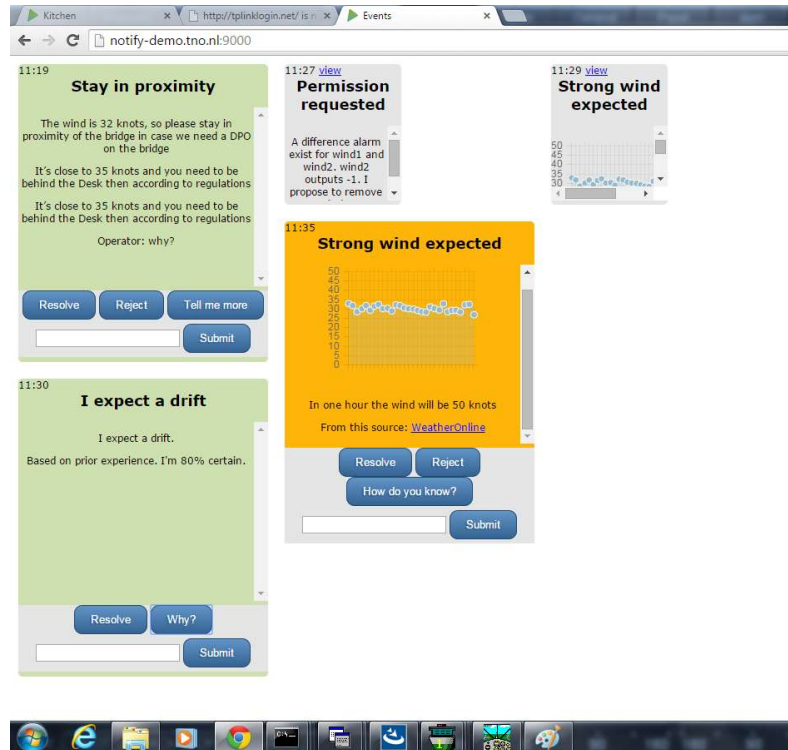 Kitchen
http://tplinklogin.net/ is n
Events
notify-demo.tno.nl:9000
11:19
Stay in proximity
The wind is 32 knots, so please stay in
proximity of the bridge in case we need a DPO
on the bridge
It's close to 35 knots and you need to be
behind the Desk then according to regulations
It's close to 35 knots and you need to be
behind the Desk then according to regulations
Operator: why?
Resolve
Reject
Tell me more
Submit
11:30
I expect a drift
I expect a drift.
Based on prior experience. I'm 80% certain.
Resolve
Why?
Submit
11:27 view
Permission
requested
A difference alarm
exist for wind1 and
wind2. wind2
outputs -1. I
propose to remove
11:35
Strong wind expected
50
45
40
35
30
25
20
15
10
5
0
In one hour the wind will be 50 knots
From this source: WeatherOnline
Resolve
Reject
How do you know?
Submit
11:29 view
Strong wind
expected
50
45
40
35
30